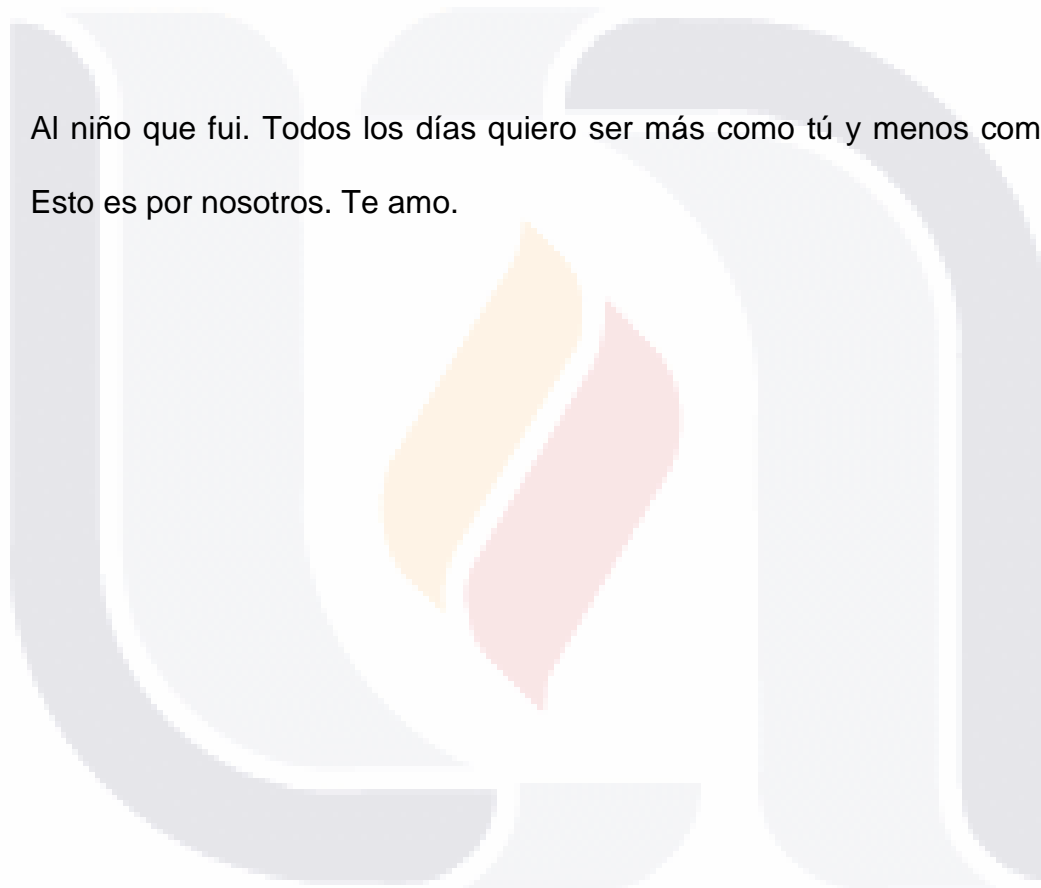 Al niño que fui. Todos los días quiero ser más como tú y menos com
Esto es por nosotros. Te amo.